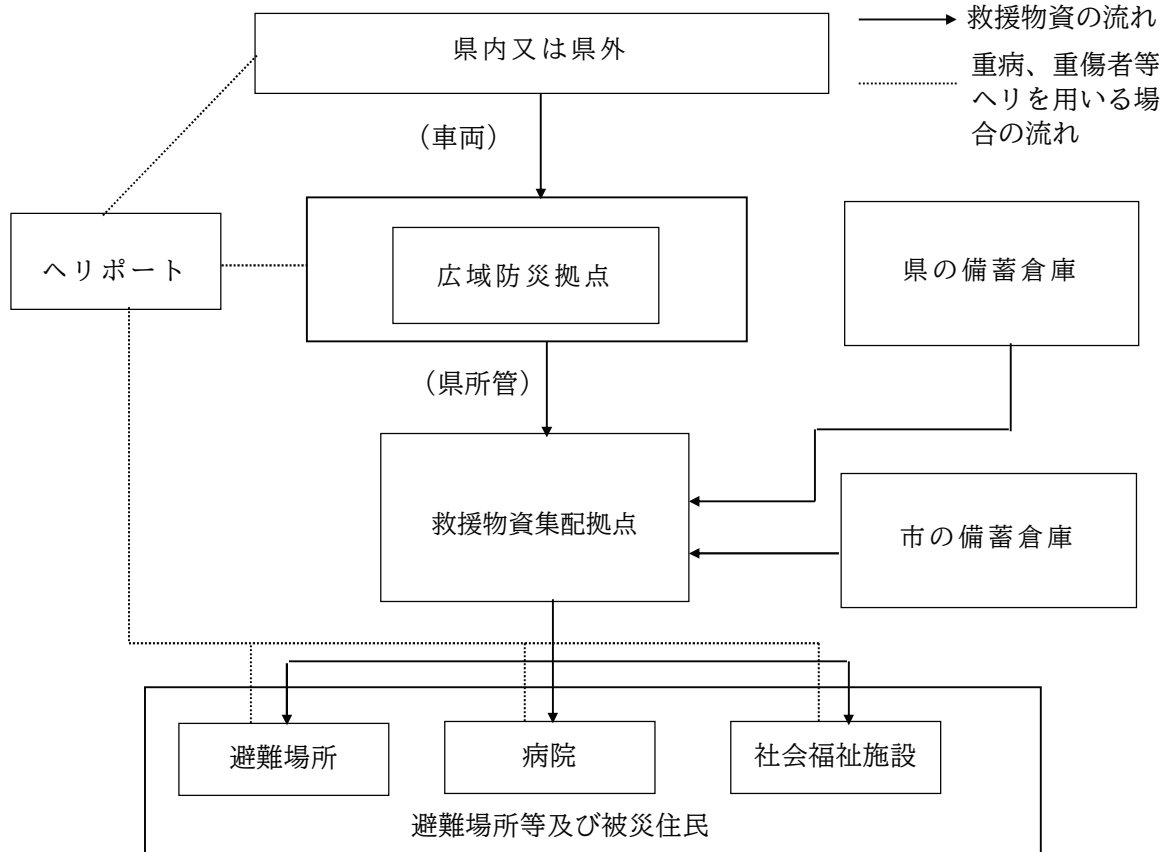 県内又は県外
救援物資の流れ
重病、重傷者等
ヘリを用いる場
合の流れ
（車両）
ヘリポート
広域防災拠点
県の備蓄倉庫
（県所管）
救援物資集配拠点
市の備蓄倉庫
避難場所
病院
社会福祉施設
避難場所等及び被災住民